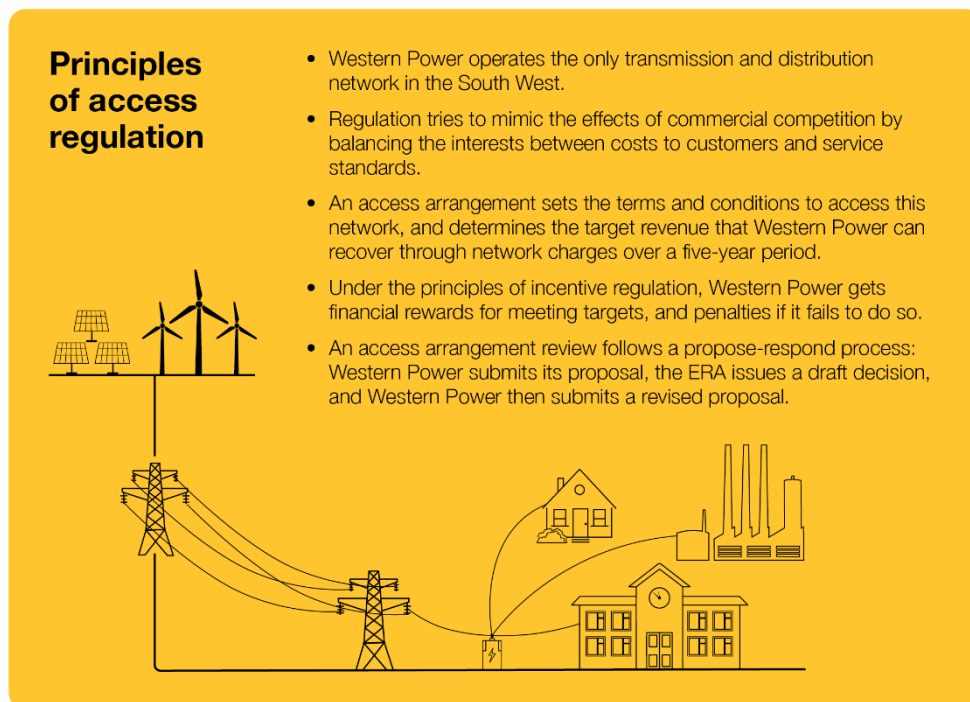 Principles
of access
regulation
• Western Power operates the only transmission and distribution
network in the South West.
• Regulation tries to mimic the effects of commercial competition by
balancing the interests between costs to customers and service
standards.
• An access arrangement sets the terms and conditions to access this
network, and determines the target revenue that Western Power can
recover through network charges over a five-year period.
• Under the principles of incentive regulation, Western Power gets
financial rewards for meeting targets, and penalties if it fails to do so.
• An access arrangement review follows a propose-respond process:
Western Power submits its proposal, the ERA issues a draft decision,
and Western Power then submits a revised proposal.